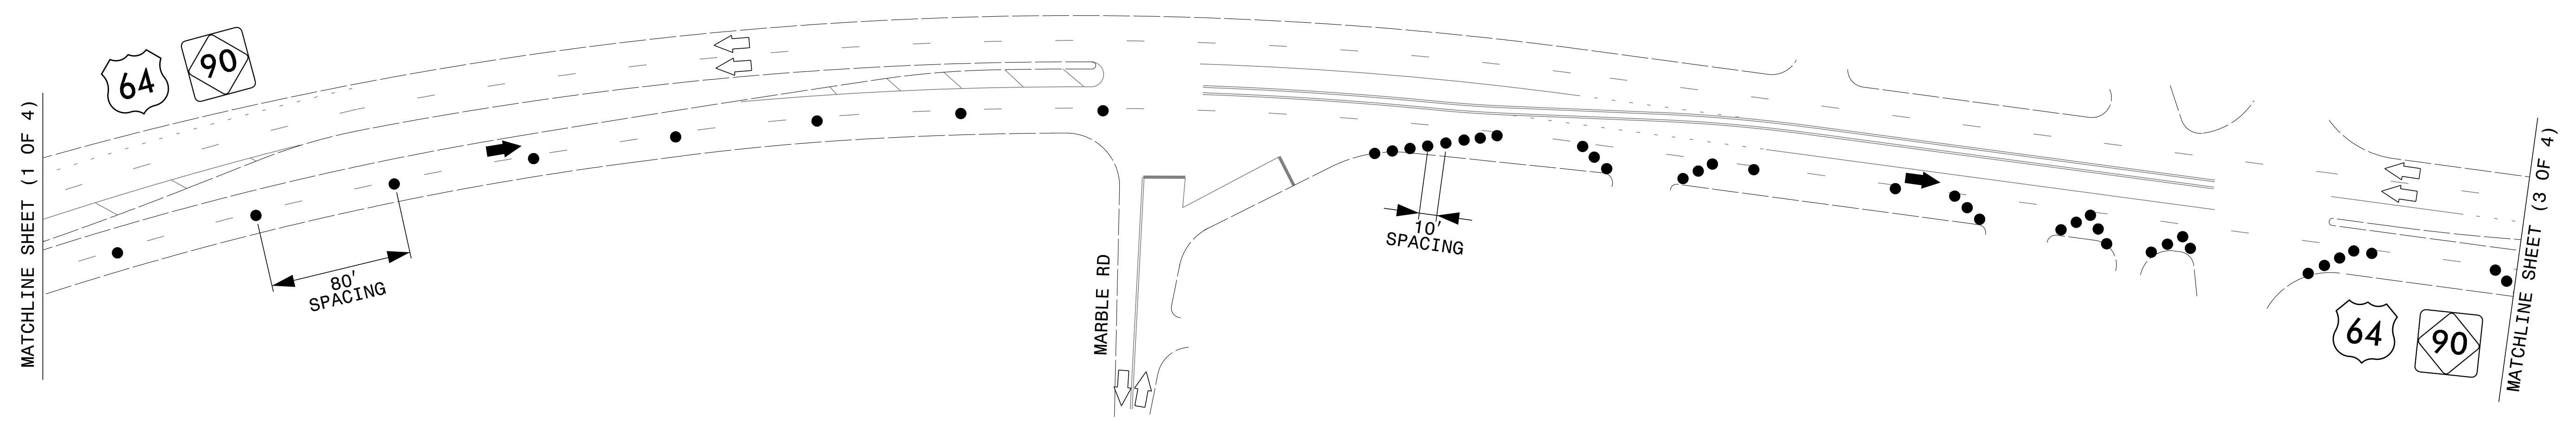 64
90
MATCHLINE SHEET (1 OF 4)
80'
SPACING
MARBLE RD
10'
SPACING
64
90
MATCHLINE SHEET (3 OF 4)